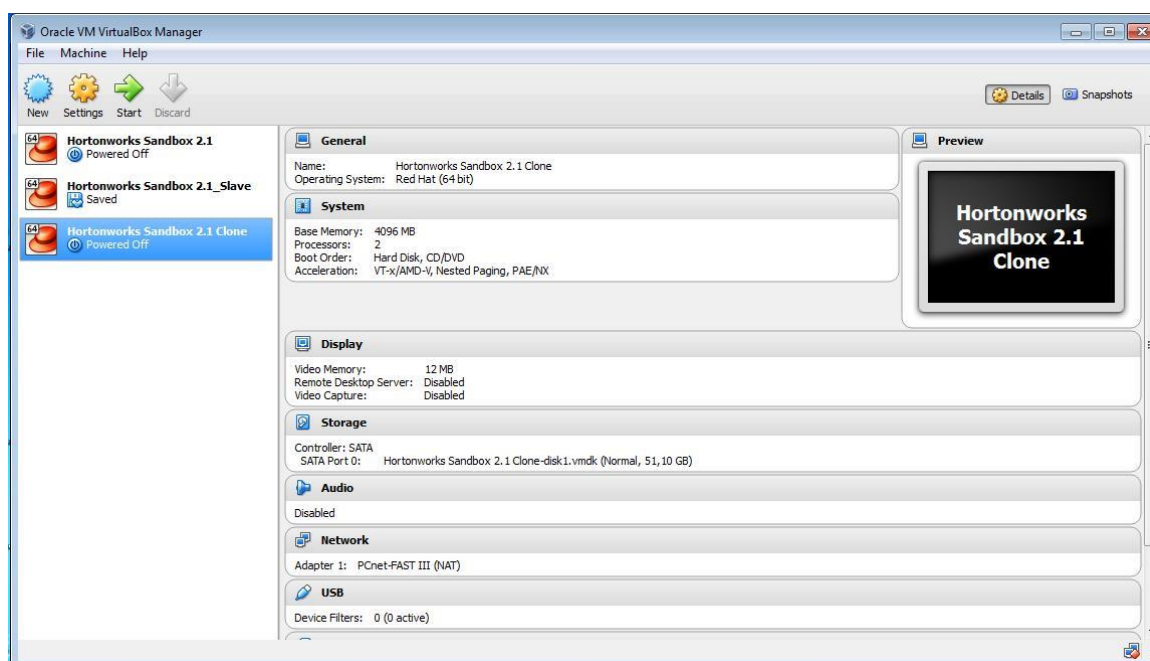 Oracle VM VirtualBox Manager
File Machine Help
New Settings Start Discard
Details Snapshots
64 Hortonworks Sandbox 2.1
Powered Off
64 Hortonworks Sandbox 2.1_Slave
Saved
64 Hortonworks Sandbox 2.1 Clone
Powered Off
General
Name: Hortonworks Sandbox 2.1 Clone
Operating System: Red Hat (64 bit)
System
Base Memory: 4096 MB
Processors: 2
Boot Order: Hard Disk, CD/DVD
Acceleration: VT-x/AMD-V, Nested Paging, PAE/NX
Preview
Hortonworks
Sandbox 2.1
Clone
Display
Video Memory: 12 MB
Remote Desktop Server: Disabled
Video Capture: Disabled
Storage
Controller: SATA
SATA Port 0: Hortonworks Sandbox 2.1 Clone-disk1.vmdk (Normal, 51,10 GB)
Audio
Disabled
Network
Adapter 1: PCnet-FAST III (NAT)
USB
Device Filters: 0 (0 active)